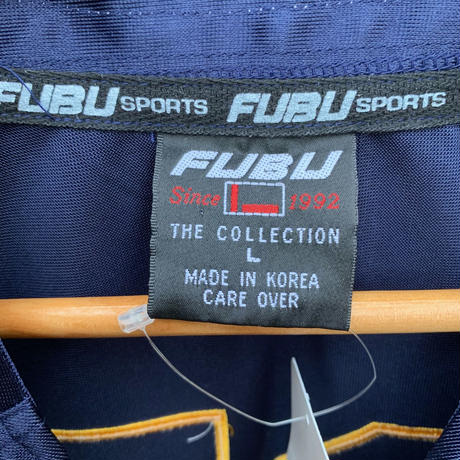 FUBU SPORTS FUBU SPORTS
FUBU
Since L 1992
THE COLLECTION
L
MADE IN KOREA
CARE OVER